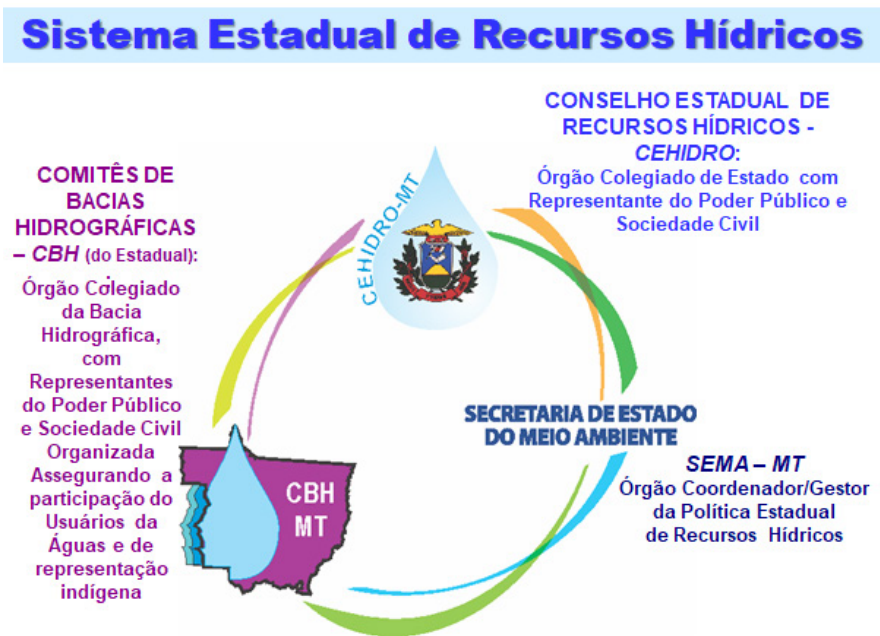 Sistema Estadual de Recursos Hídricos
CONSELHO ESTADUAL DE
RECURSOS HÍDRICOS -
CEHIDRO:
Órgão Colegiado de Estado com
Representante do Poder Público e
Sociedade Civil
COMITÊS DE
BACIAS
HIDROGRÁFICAS
– CBH (do Estadual):
Órgão Colegiado
da Bacia
Hidrográfica,
com
Representantes
do Poder Público
e Sociedade Civil
Organizada
Assegurando a
participação do
Usuários da
Águas e de
representação
indígena
CEHIDRO-MT
SECRETARIA DE ESTADO
DO MEIO AMBIENTE
SEMA – MT
Órgão Coordenador/Gestor
da Política Estadual
de Recursos Hídricos
CBH
MT